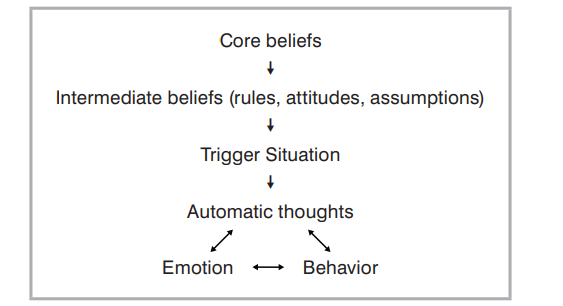 Core beliefs
Intermediate beliefs (rules, attitudes, assumptions)
Trigger Situation
Automatic thoughts
Emotion Behavior